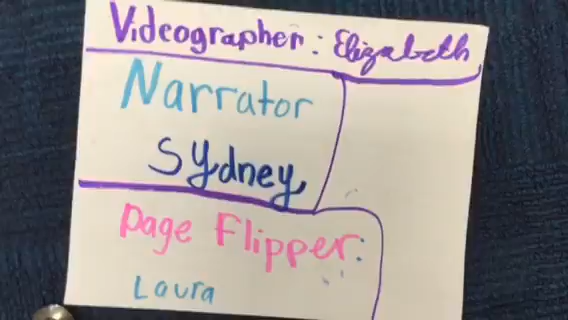 Videographer: Elizabeth
Narrator
Sydney
Page Flipper:
Laura